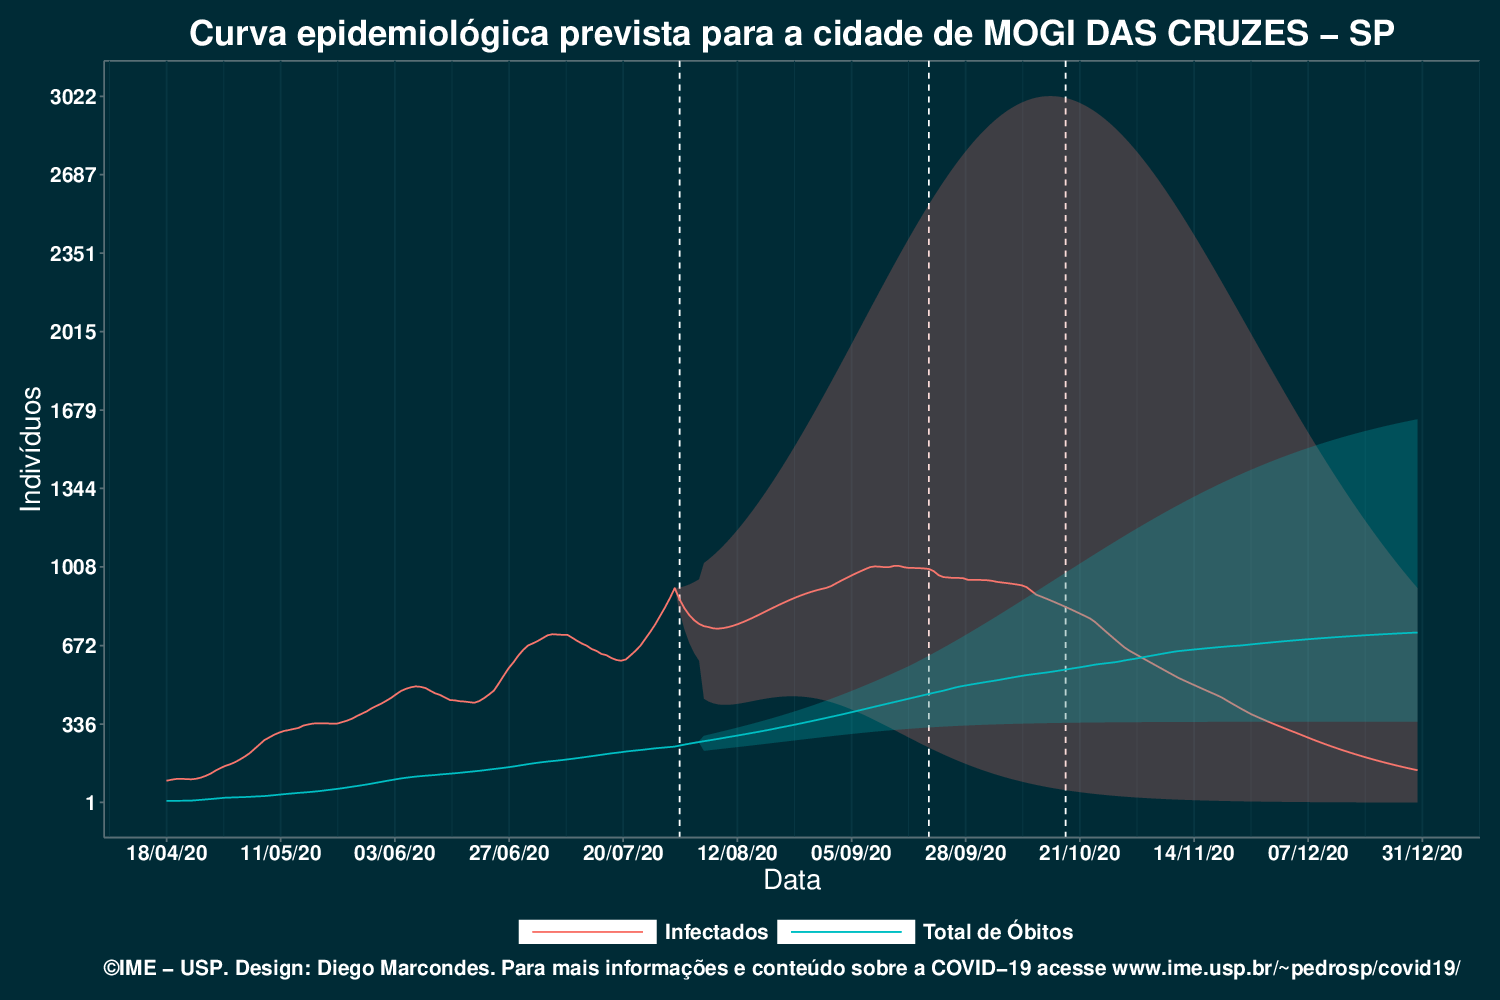 Curva epidemiológica prevista para a cidade de MOGI DAS CRUZES – SP
3022
2687
2351
2015
1679
1344
1008
672
336
1
Indivíduos
18/04/20 11/05/20 03/06/20 27/06/20 20/07/20 12/08/20 05/09/20 28/09/20 21/10/20 14/11/20 07/12/20 31/12/20
Data
Infectados Total de Óbitos
©IME – USP. Design: Diego Marcondes. Para mais informações e conteúdo sobre a COVID–19 acesse www.ime.usp.br/~pedrosp/covid19/